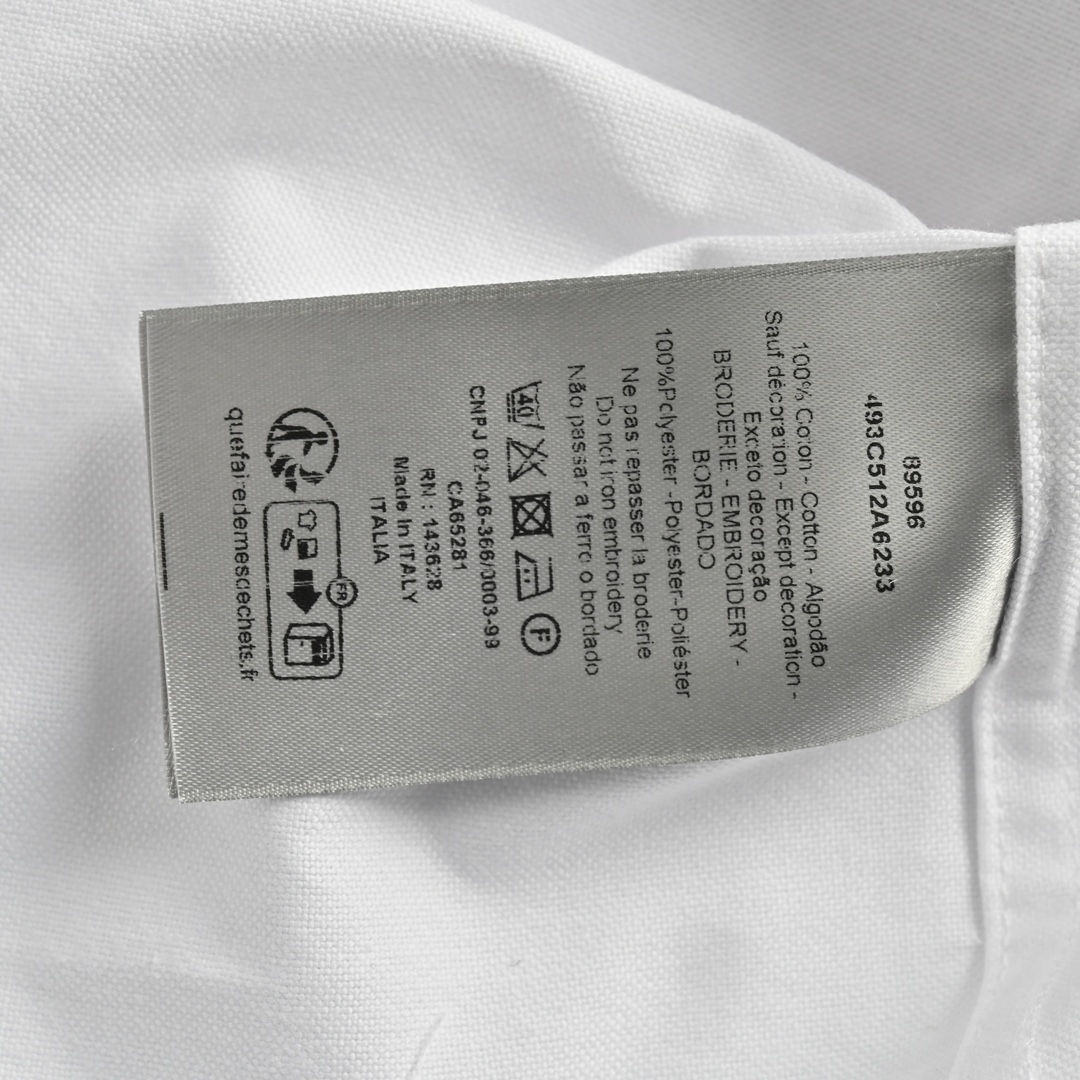 89596
493C512A6233
100% Coton - Cotton - Algodão
Sauf décoration - Except decoration -
Exceto decoração
BRODERIE - EMBROIDERY -
BORDADO
100%Polyester -Polyester-Poliéster
Ne pas repasser la broderie
Do not iron embroidery
Não passar a ferro o bordado
40 F
CNPJ 02-046-366/0003-99
CA65281
RN : 143628
Made In ITALY
ITALIA
FR
quefairedemesdechets.fr